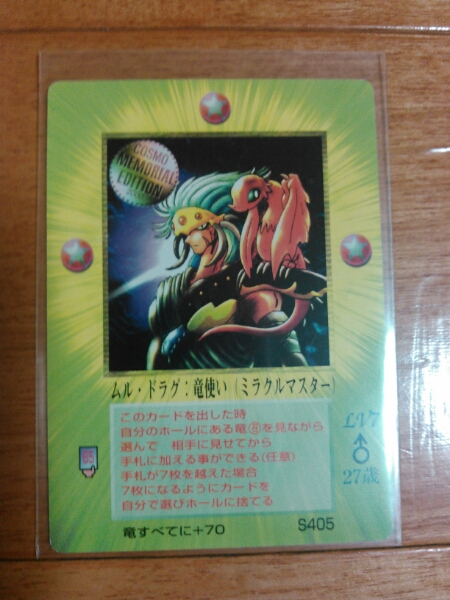 COSMO
MEMORIAL
EDITION
ムル・ドラグ：竜使い（ミラクルマスター）
このカードを出した時
自分のホールにある竜⑧を見ながら
選んで　相手に見せてから
手札に加える事ができる(任意)
手札が7枚を越えた場合
7枚になるようにカードを
自分で選びホールに捨てる
LV7
♂
27歳
竜すべてに+70
S405